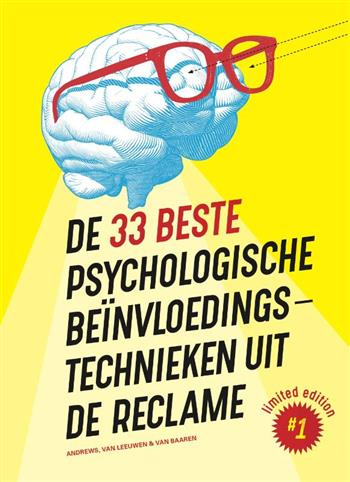 DE 33 BESTE
PSYCHOLOGISCHE
BEÏNVLOEDINGS–
TECHNIEKEN UIT
DE RECLAME
ANDREWS, VAN LEEUWEN & VAN BAAREN
limited edition
#1